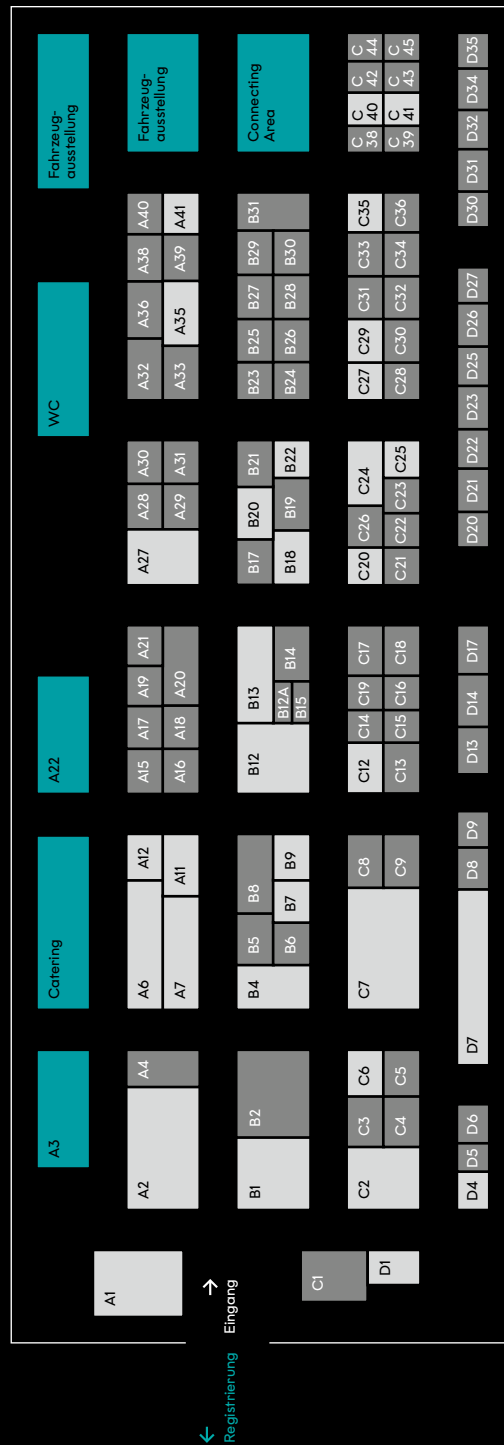 Fahrzeug-
ausstellung
Fahrzeug-
ausstellung
Connecting
Area
C
44
C
45
C
42
C
43
C
40
C
41
C
38
C
39
D35
D34
D32
D31
D30
A40
A41
A38
A39
A36
A35
A32
A33
B31
B29
B30
B27
B28
B25
B26
B23
B24
C35
C36
C33
C34
C31
C32
C29
C30
C27
C28
D27
D26
D25
D23
D22
D21
D20
WC
A30
A31
A28
A29
A27
B21
B22
B20
B19
B17
B18
C24
C25
C26
C23
C22
C20
C21
A22
A21
A19
A20
A17
A18
A15
A16
B13
B14
B12A
B15
B12
C17
C18
C19
C16
C14
C15
C12
C13
D17
D14
D13
Catering
A12
A11
A6
A7
B8
B9
B7
B5
B6
B4
C8
C9
C7
D9
D8
D7
A3
A4
A2
B2
B1
C6
C5
C3
C4
C2
D6
D5
D4
A1
→
Eingang
C1
D1
←
Registrierung